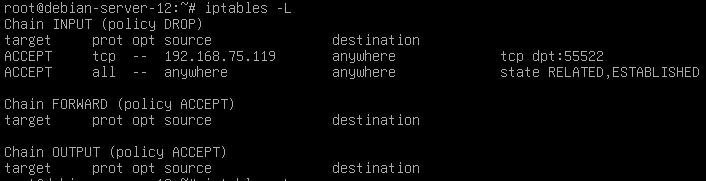 root@debian-server-12:~# iptables -L
Chain INPUT (policy DROP)
target     prot opt source               destination
ACCEPT     tcp  --  192.168.75.119       anywhere             tcp dpt:55522
ACCEPT     all  --  anywhere             anywhere             state RELATED,ESTABLISHED

Chain FORWARD (policy ACCEPT)
target     prot opt source               destination

Chain OUTPUT (policy ACCEPT)
target     prot opt source               destination